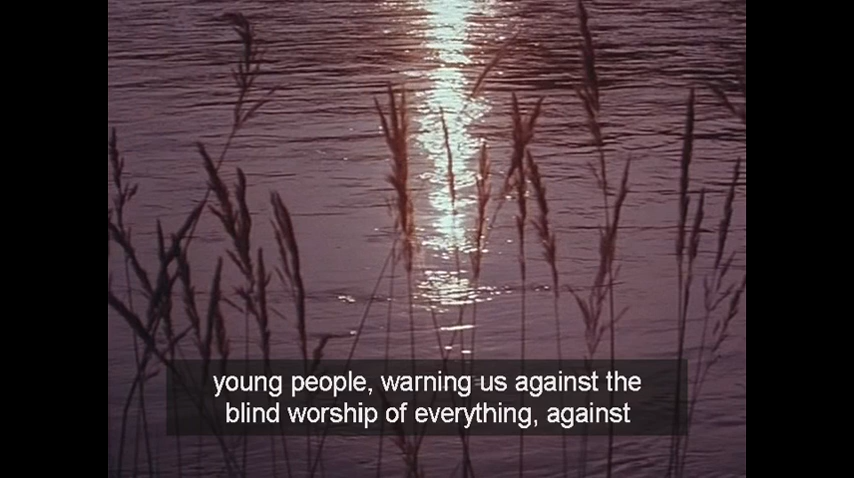 young people, warning us against the
blind worship of everything, against